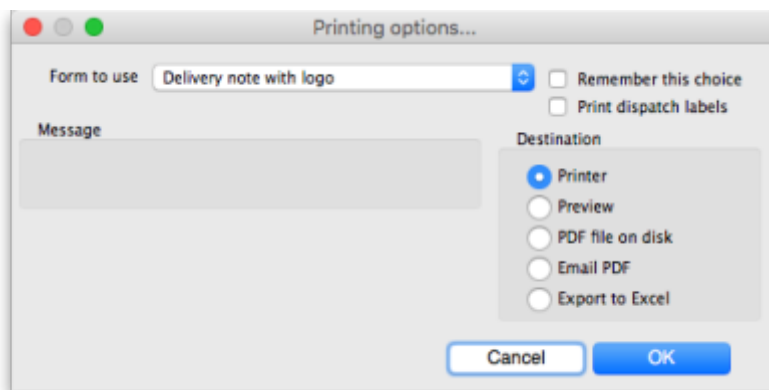 Printing options...
Form to use Delivery note with logo Remember this choice
Print dispatch labels
Message
Destination
Printer
Preview
PDF file on disk
Email PDF
Export to Excel
Cancel OK